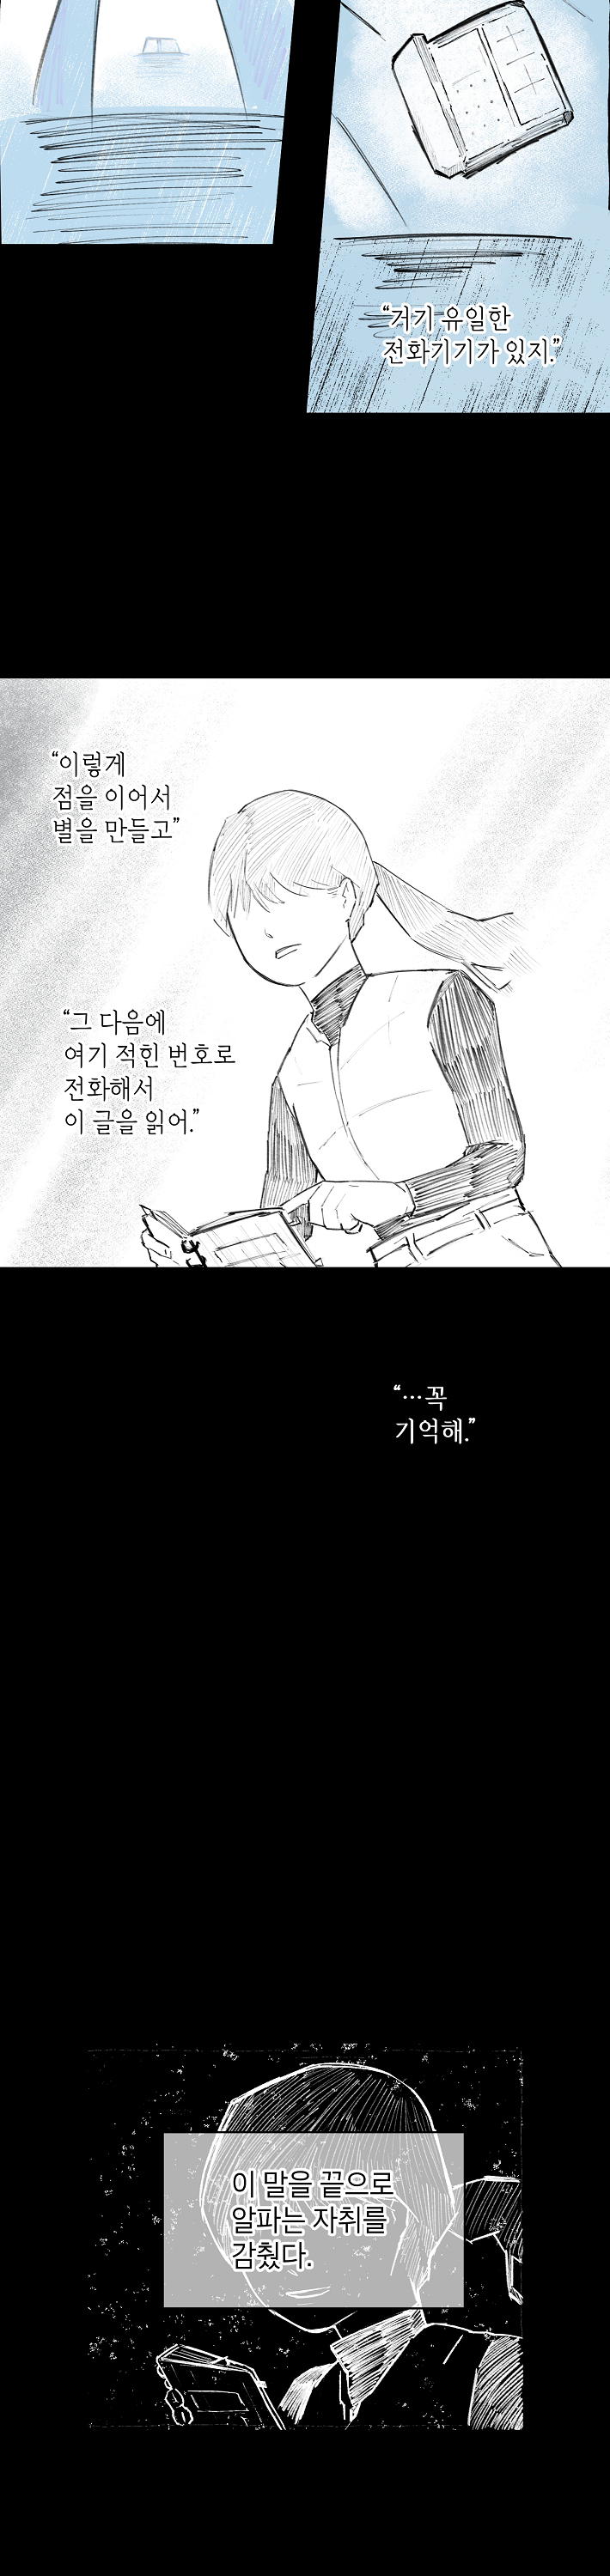 “거기 유일한
전화기기가 있지.”
“이렇게
점을 이어서
별을 만들고”
“그 다음에
여기 적힌 번호로
전화해서
이 글을 읽어.”
“…꼭
기억해.”
이 말을 끝으로
알파는 자취를
감췄다.